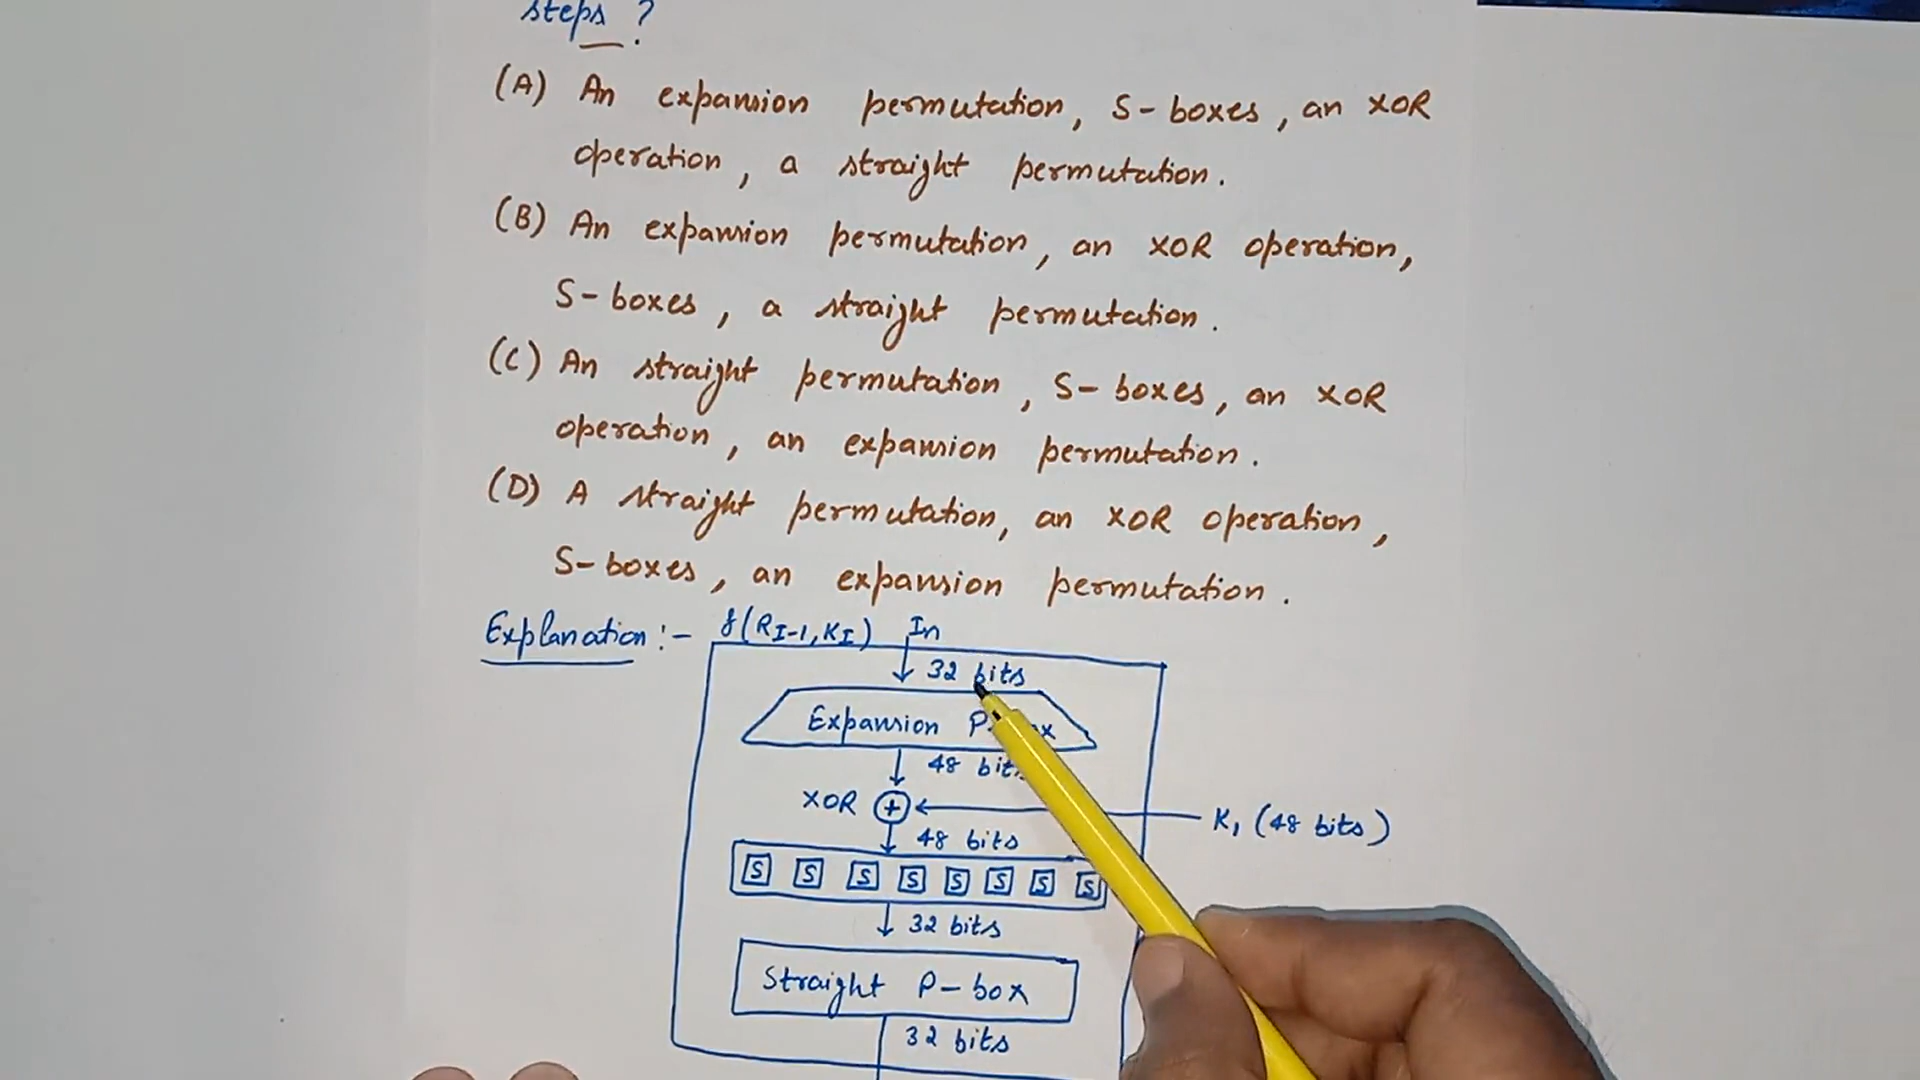 steps ?
(A) An expansion permutation, S-boxes, an XOR
operation, a straight permutation.
(B) An expansion permutation, an XOR operation,
S-boxes, a straight permutation.
(C) An straight permutation, S-boxes, an XOR
operation, an expansion permutation.
(D) A straight permutation, an XOR operation,
S-boxes, an expansion permutation.
Explanation :- f(RI-1, KI) In
32 bits
Expansion
48
XOR + K1 (48 bits)
48 bits
S S S S S S S S
32 bits
Straight P-box
32 bits